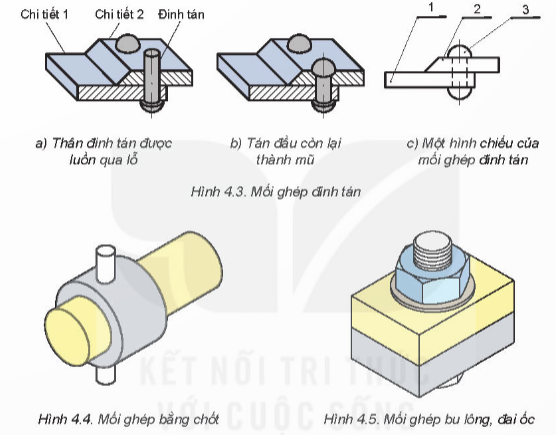 Chi tiết 1
Chi tiết 2
Đinh tán
1
2
3
a) Thân đinh tán được
luồn qua lỗ
b) Tán đầu còn lại
thành mũ
c) Một hình chiếu của
mối ghép đinh tán
Hình 4.3. Mối ghép đinh tán
KẾT NỐI TRI THỨC
VỚI CUỘC SỐNG
Hình 4.4. Mối ghép bằng chốt
Hình 4.5. Mối ghép bu lông, đai ốc